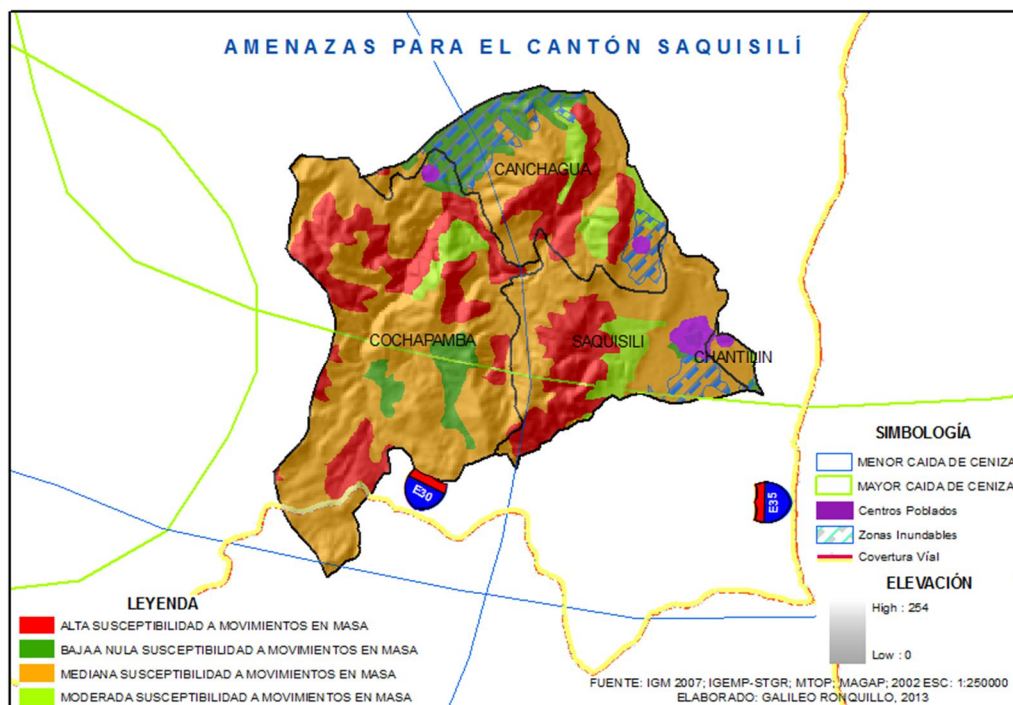 AMENAZAS PARA EL CANTÓN SAQUISILÍ
CANCHAGUA
COCHAPAMBA
SAQUISILI
CHANTILIN
E30
E35
SIMBOLOGÍA
MENOR CAIDA DE CENIZA
MAYOR CAIDA DE CENIZA
Centros Poblados
Zonas Inundables
Covertura Víal
ELEVACIÓN
High : 254
Low : 0
LEYENDA
ALTA SUSCEPTIBILIDAD A MOVIMIENTOS EN MASA
BAJA A NULA SUSCEPTIBILIDAD A MOVIMIENTOS EN MASA
MEDIANA SUSCEPTIBILIDAD A MOVIMIENTOS EN MASA
MODERADA SUSCEPTIBILIDAD A MOVIMIENTOS EN MASA
FUENTE: IGM 2007; IGEMP-STGR; MTOP; MAGAP; 2002 ESC: 1:250000
ELABORADO: GALILEO RONQUILLO, 2013